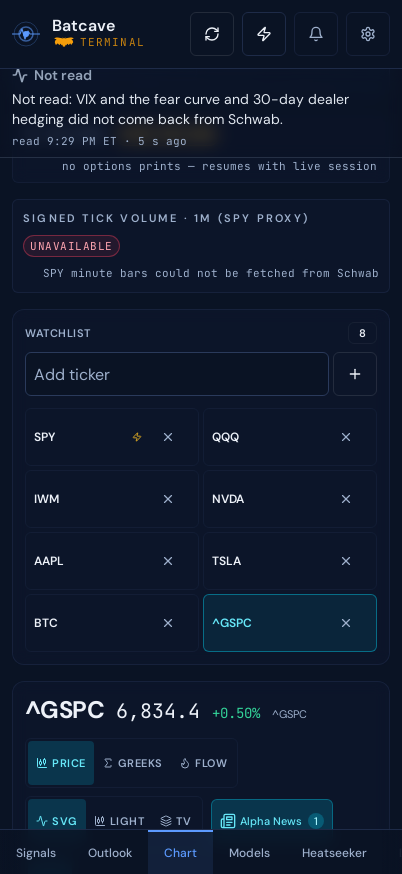 Batcave
TERMINAL
Not read
Not read: VIX and the fear curve and 30-day dealer
hedging did not come back from Schwab.
read 9:29 PM ET · 5 s ago
no options prints — resumes with live session
SIGNED TICK VOLUME · 1M (SPY PROXY)
UNAVAILABLE
SPY minute bars could not be fetched from Schwab
WATCHLIST
8
Add ticker
SPY
QQQ
IWM
NVDA
AAPL
TSLA
BTC
^GSPC
^GSPC 6,834.4 +0.50% ^GSPC
PRICE
GREEKS
FLOW
SVG
LIGHT
TV
Alpha News 1
Signals
Outlook
Chart
Models
Heatseeker